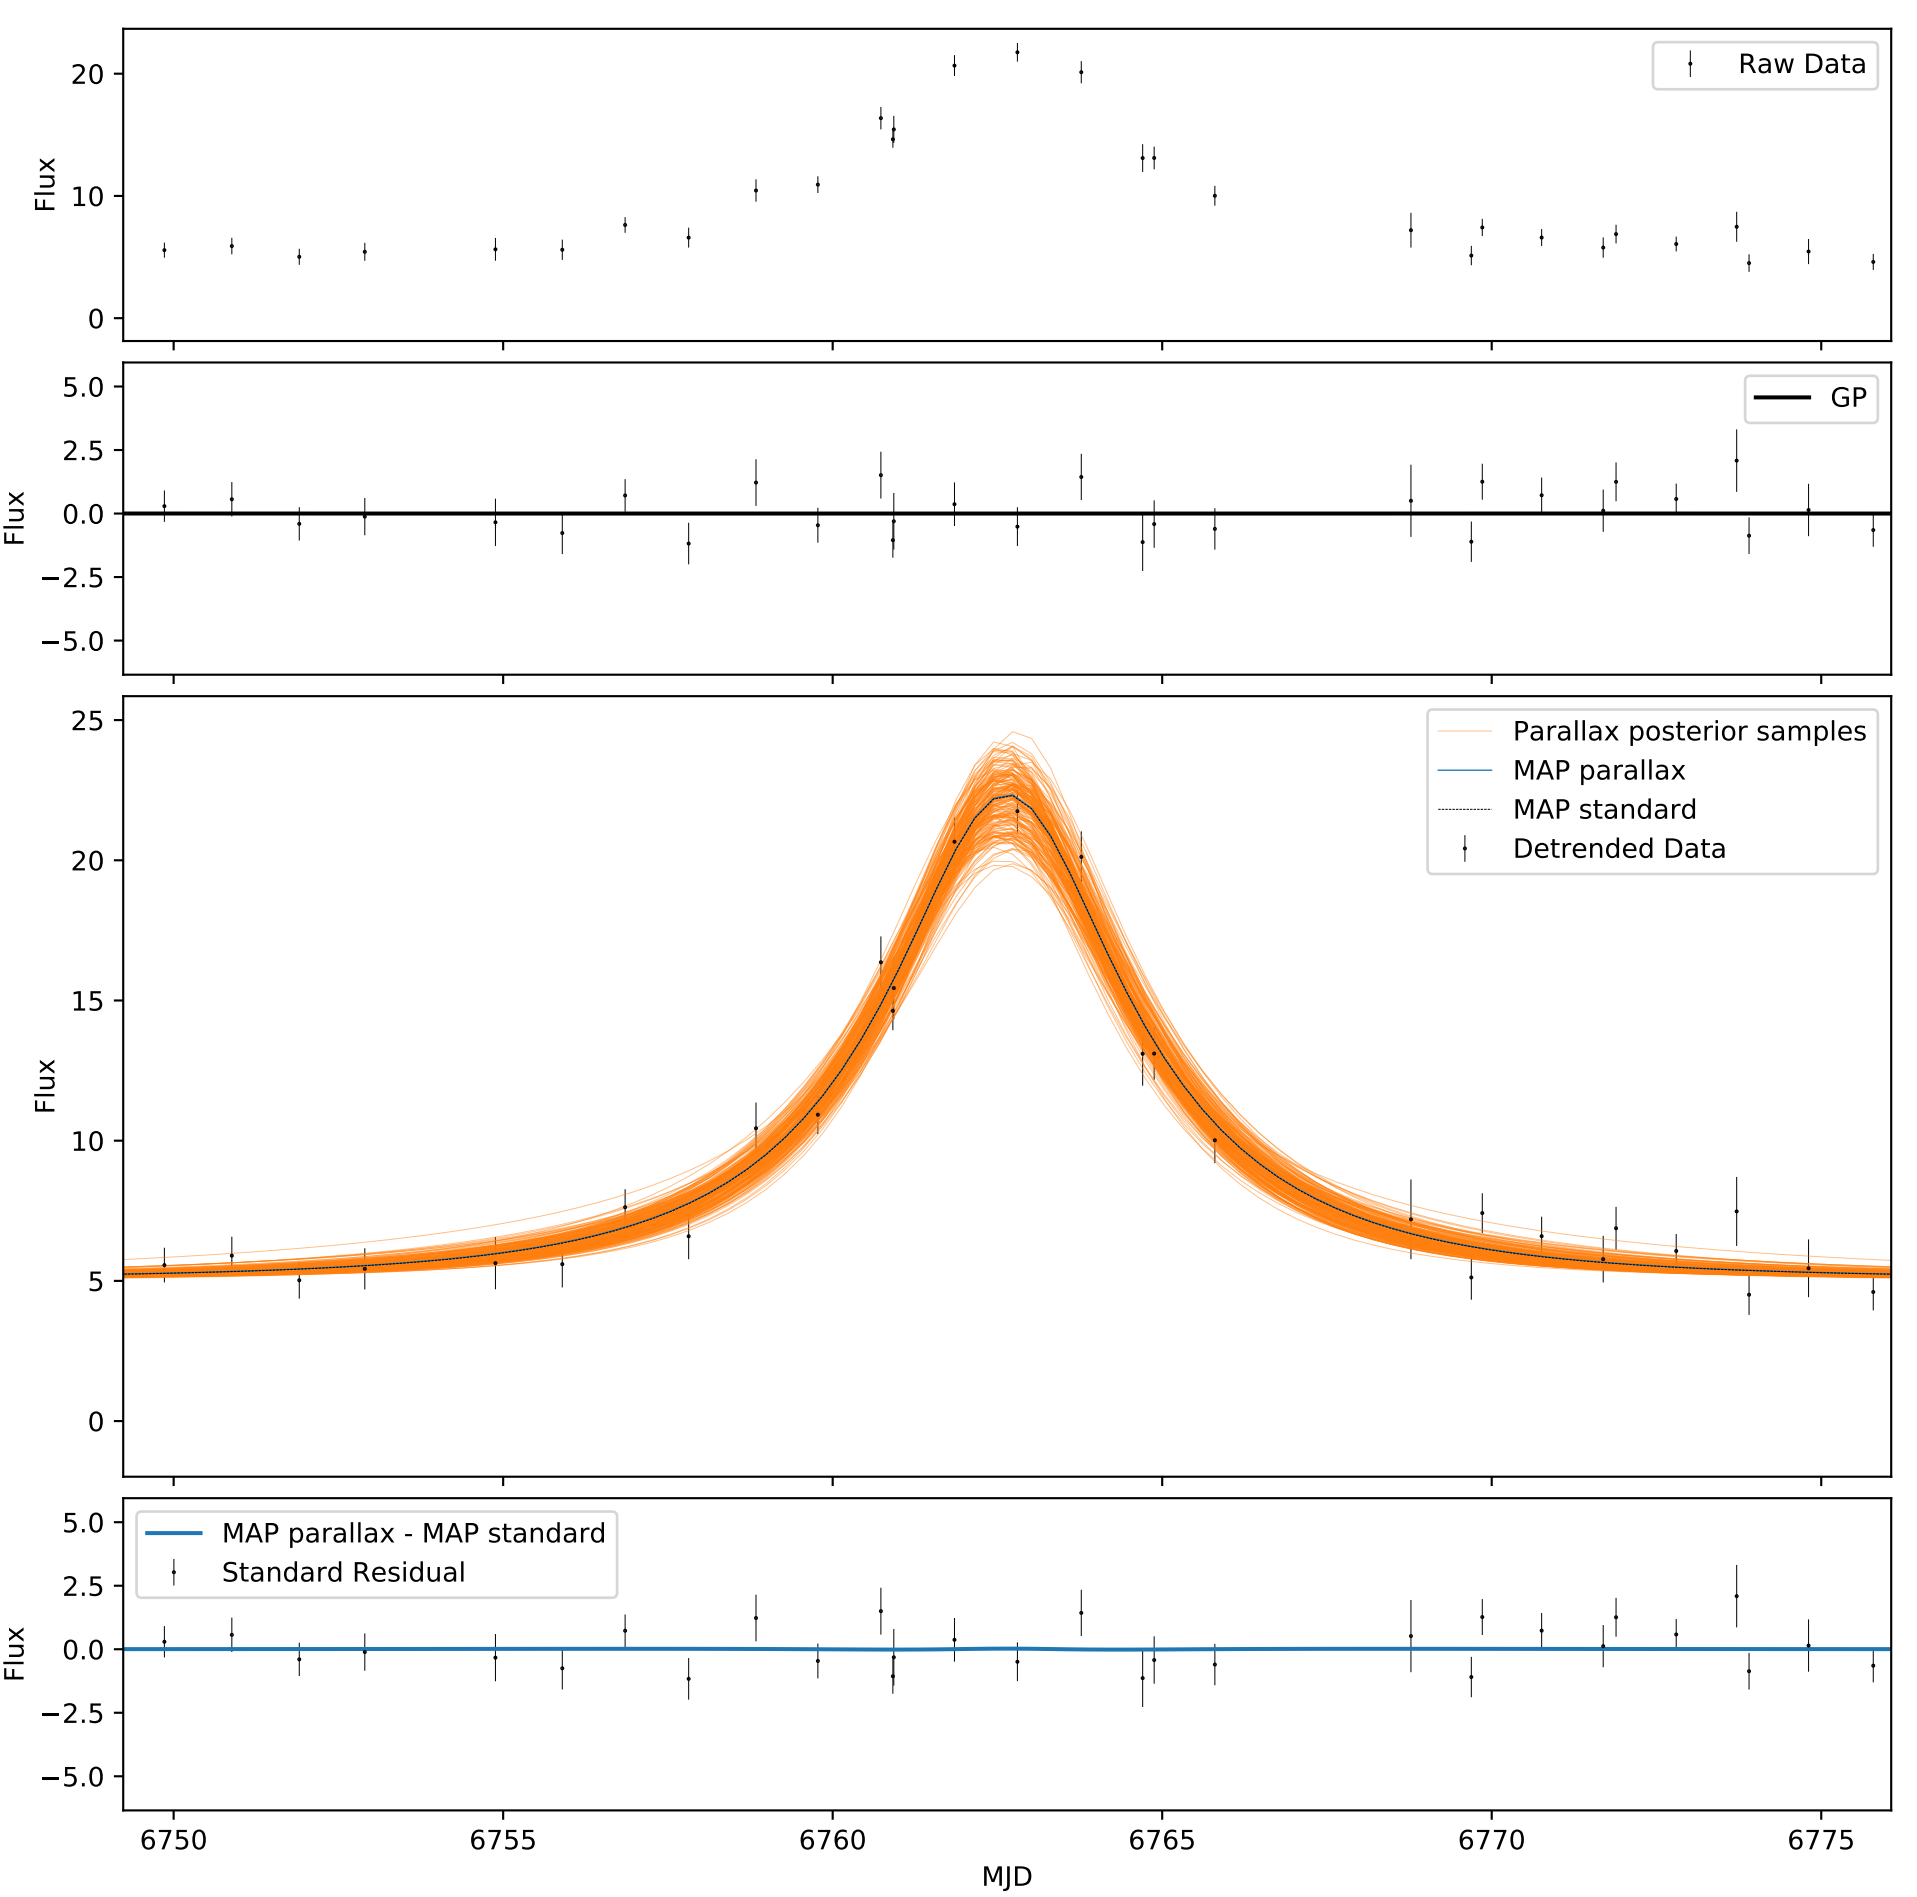 20
10
0
Flux
Raw Data
5.0
2.5
0.0
−2.5
−5.0
Flux
GP
25
20
15
10
5
0
Flux
Parallax posterior samples
MAP parallax
MAP standard
Detrended Data
5.0
2.5
0.0
−2.5
−5.0
Flux
MAP parallax - MAP standard
Standard Residual
6750 6755 6760 6765 6770 6775
MJD